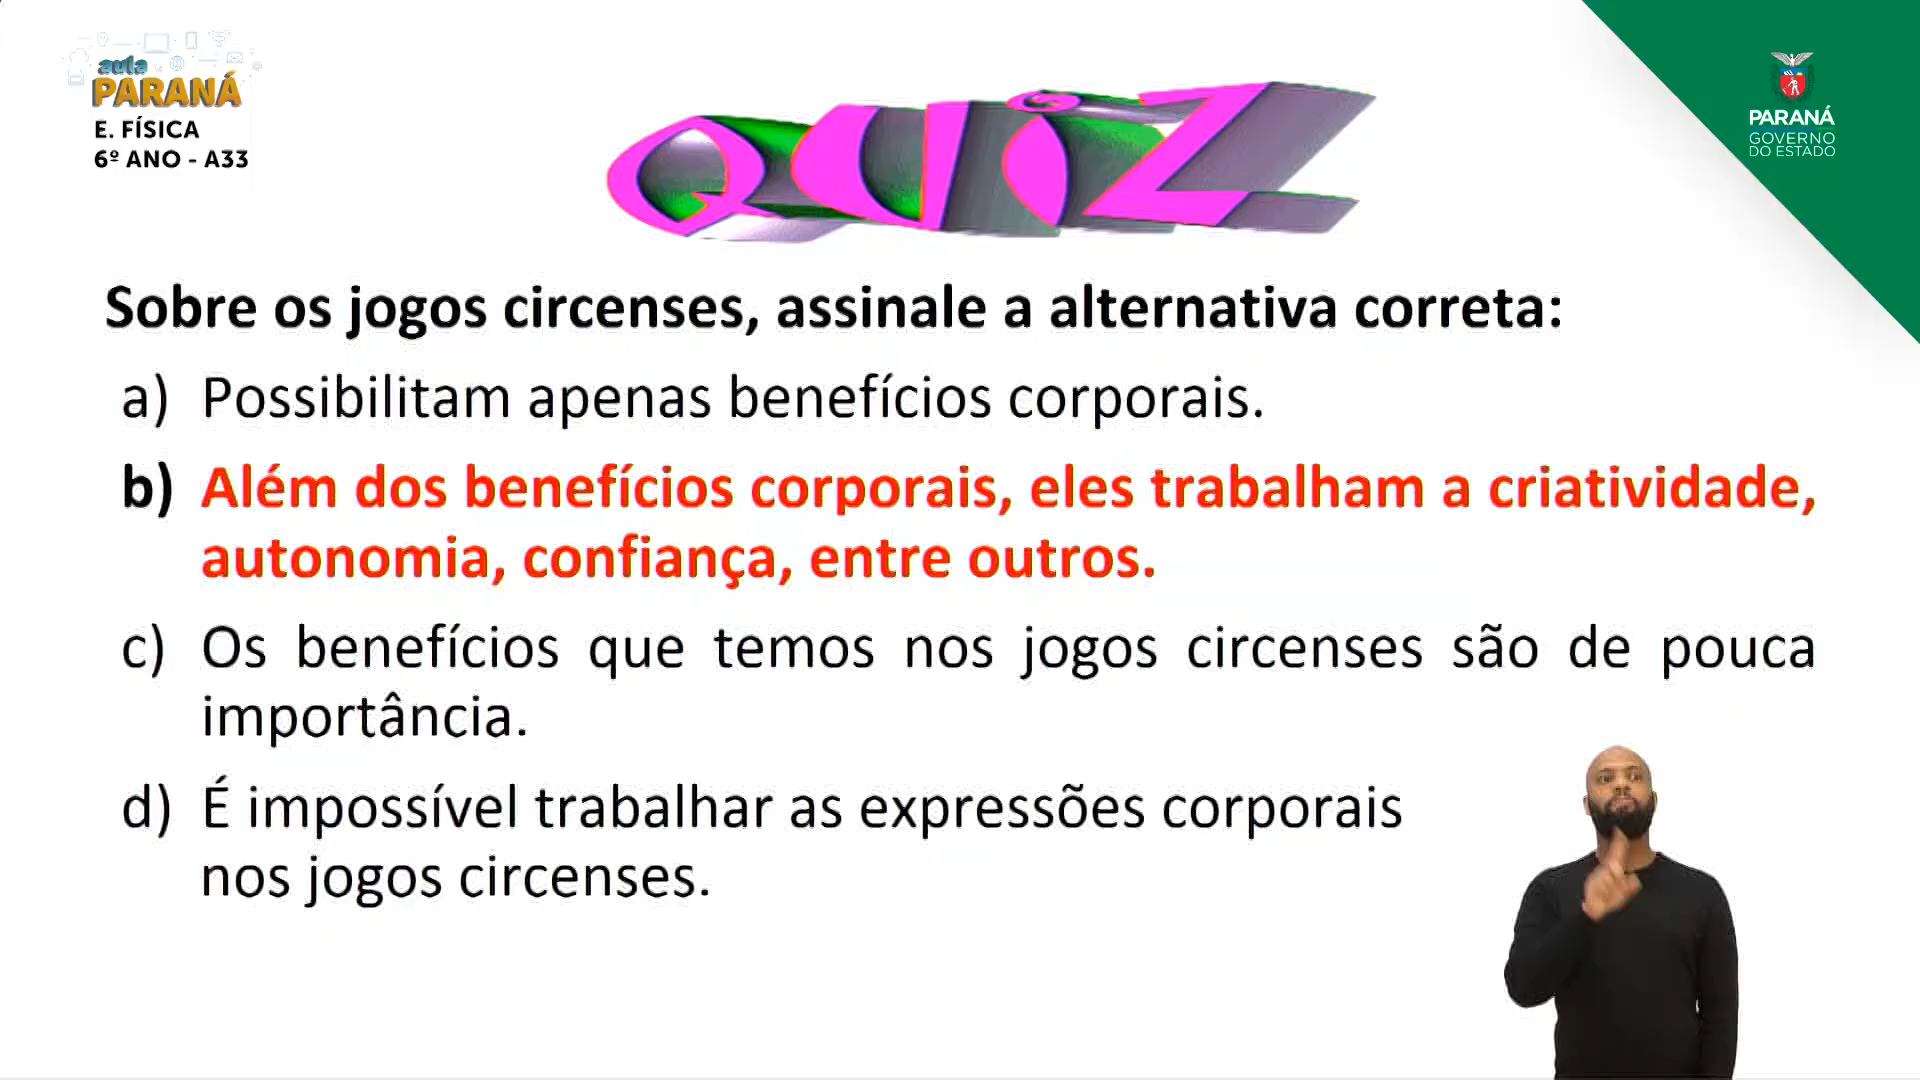 aula
PARANÁ
E. FÍSICA
6º ANO - A33
QUIZ
PARANÁ
GOVERNO
DO ESTADO
Sobre os jogos circenses, assinale a alternativa correta:
a) Possibilitam apenas benefícios corporais.
b) Além dos benefícios corporais, eles trabalham a criatividade,
autonomia, confiança, entre outros.
c) Os benefícios que temos nos jogos circenses são de pouca
importância.
d) É impossível trabalhar as expressões corporais
nos jogos circenses.